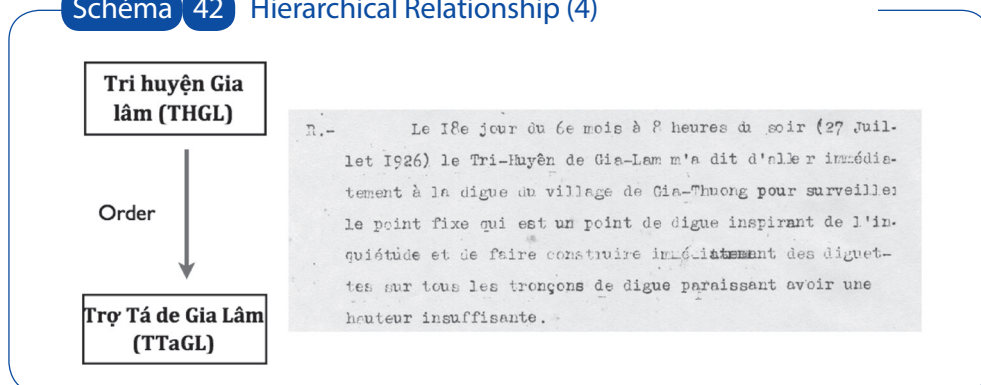 Schéma 42 Hierarchical Relationship (4)
Tri huyện Gia
lâm (THGL)
Order
Trợ Tá de Gia Lâm
(TTaGL)
R.- Le I8e jour du 6e mois à 8 heures du soir (27 Juil-
let I926) le Tri-Huyên de Gia-Lam m'a dit d'aller immédia-
tement à la digue du village de Gia-Thuong pour surveiller
le point fixe qui est un point de digue inspirant de l'in-
quiétude et de faire construire immédiatement des diguet-
tes sur tous les tronçons de digue paraissant avoir une
hauteur insuffisante.